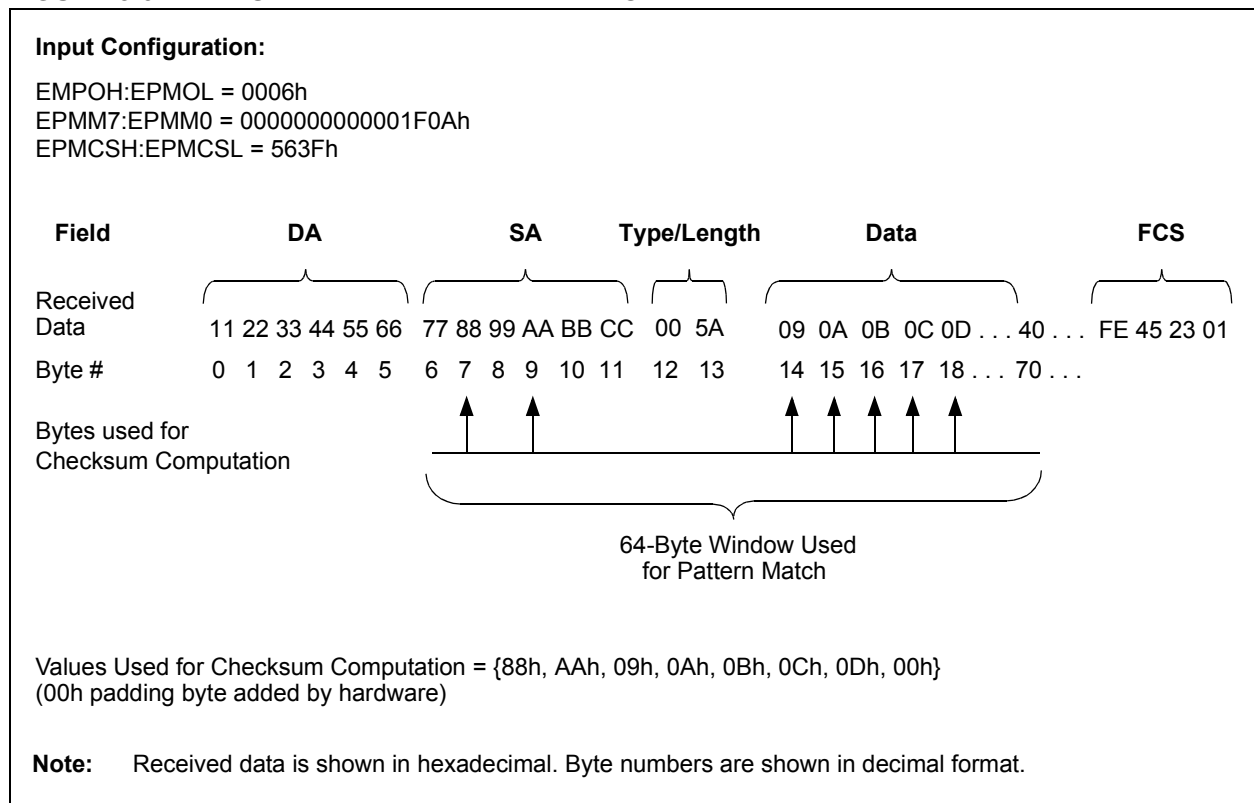 Input Configuration:
EMPOH:EPMOL = 0006h
EPMM7:EPMM0 = 0000000000001F0Ah
EPMCSH:EPMCSL = 563Fh
Field DA SA Type/Length Data FCS
Received
Data 11 22 33 44 55 66 77 88 99 AA BB CC 00 5A 09 0A 0B 0C 0D . . . 40 . . . FE 45 23 01
Byte # 0 1 2 3 4 5 6 7 8 9 10 11 12 13 14 15 16 17 18 . . . 70 . . .
Bytes used for
Checksum Computation
64-Byte Window Used
for Pattern Match
Values Used for Checksum Computation = {88h, AAh, 09h, 0Ah, 0Bh, 0Ch, 0Dh, 00h}
(00h padding byte added by hardware)
Note: Received data is shown in hexadecimal. Byte numbers are shown in decimal format.